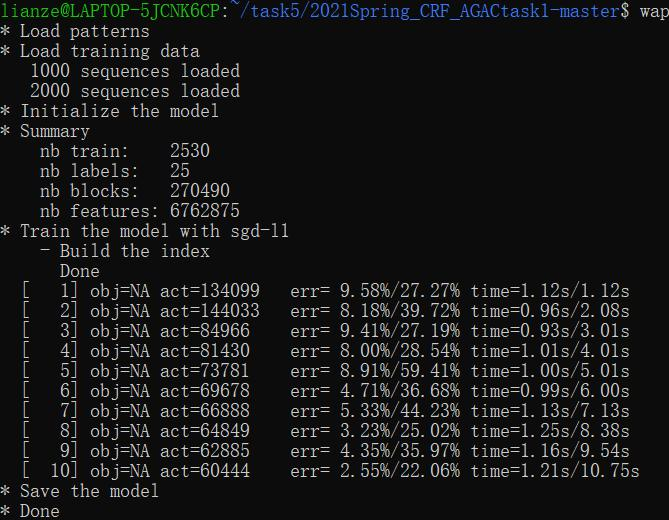 lianze@LAPTOP-5JCNK6CP:~/task5/2021Spring_CRF_AGACtask1-master$ wap
* Load patterns
* Load training data
1000 sequences loaded
2000 sequences loaded
* Initialize the model
* Summary
nb train: 2530
nb labels: 25
nb blocks: 270490
nb features: 6762875
* Train the model with sgd-l1
- Build the index
Done
[ 1] obj=NA act=134099 err= 9.58%/27.27% time=1.12s/1.12s
[ 2] obj=NA act=144033 err= 8.18%/39.72% time=0.96s/2.08s
[ 3] obj=NA act=84966 err= 9.41%/27.19% time=0.93s/3.01s
[ 4] obj=NA act=81430 err= 8.00%/28.54% time=1.01s/4.01s
[ 5] obj=NA act=73781 err= 8.91%/59.41% time=1.00s/5.01s
[ 6] obj=NA act=69678 err= 4.71%/36.68% time=0.99s/6.00s
[ 7] obj=NA act=66888 err= 5.33%/44.23% time=1.13s/7.13s
[ 8] obj=NA act=64849 err= 3.23%/25.02% time=1.25s/8.38s
[ 9] obj=NA act=62885 err= 4.35%/35.97% time=1.16s/9.54s
[ 10] obj=NA act=60444 err= 2.55%/22.06% time=1.21s/10.75s
* Save the model
* Done